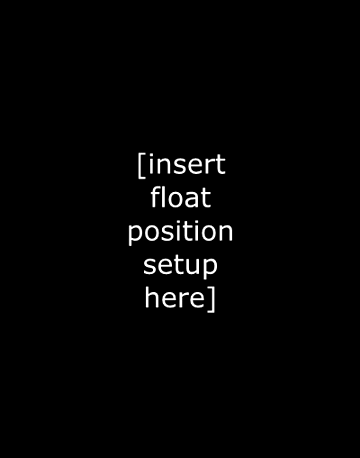 [insert
float
position
setup
here]